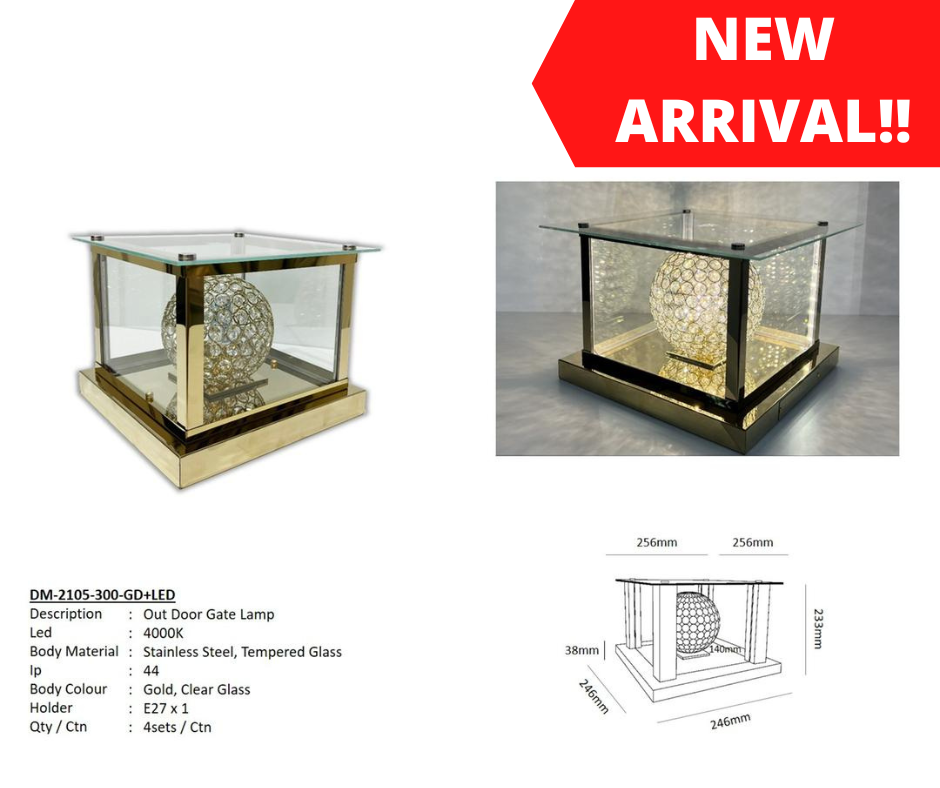 NEW
ARRIVAL!!
DM-2105-300-GD+LED
Description : Out Door Gate Lamp
Led : 4000K
Body Material : Stainless Steel, Tempered Glass
Ip : 44
Body Colour : Gold, Clear Glass
Holder : E27 x 1
Qty / Ctn : 4sets / Ctn
256mm 256mm
233mm
38mm
140mm
246mm
246mm